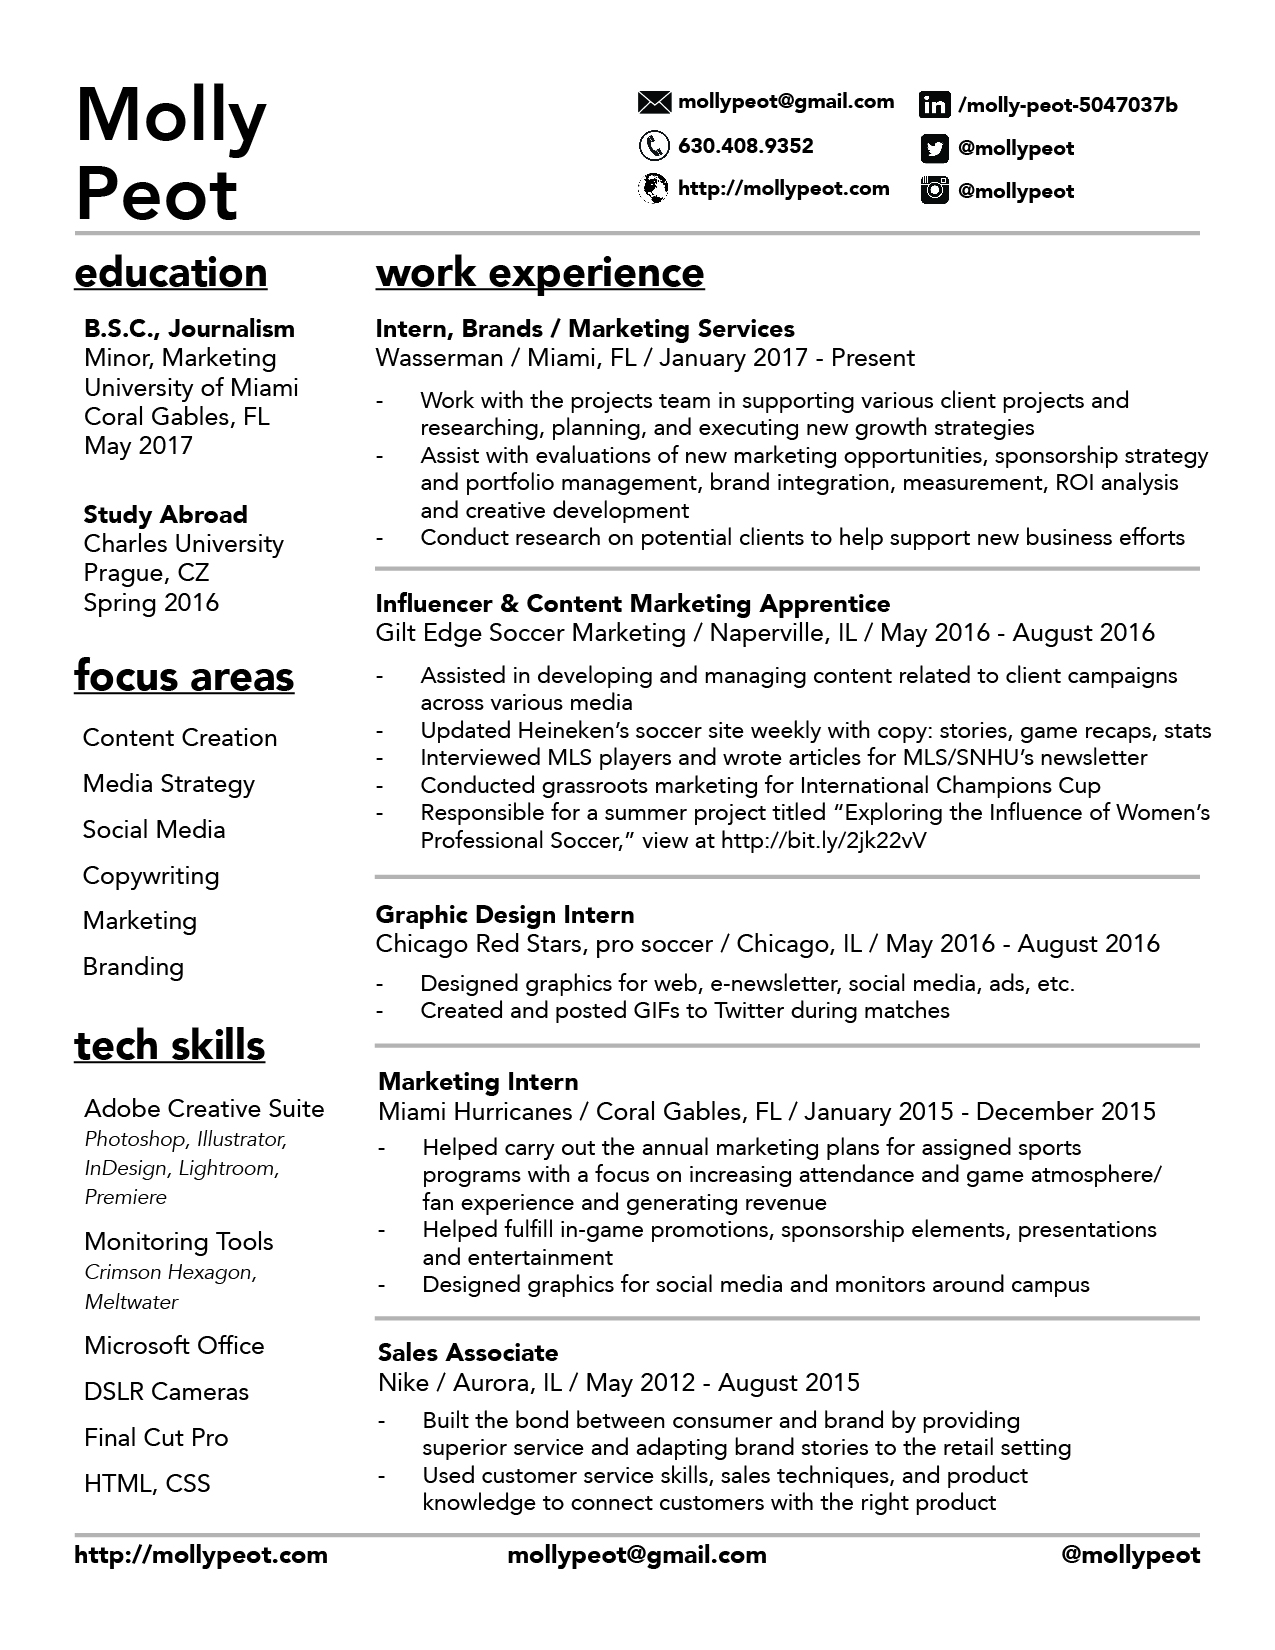 Molly
Peot
mollypeot@gmail.com
630.408.9352
http://mollypeot.com
/molly-peot-5047037b
@mollypeot
@mollypeot
education
B.S.C., Journalism
Minor, Marketing
University of Miami
Coral Gables, FL
May 2017
Study Abroad
Charles University
Prague, CZ
Spring 2016
focus areas
Content Creation
Media Strategy
Social Media
Copywriting
Marketing
Branding
tech skills
Adobe Creative Suite
Photoshop, Illustrator,
InDesign, Lightroom,
Premiere
Monitoring Tools
Crimson Hexagon,
Meltwater
Microsoft Office
DSLR Cameras
Final Cut Pro
HTML, CSS
work experience
Intern, Brands / Marketing Services
Wasserman / Miami, FL / January 2017 - Present
- Work with the projects team in supporting various client projects and
researching, planning, and executing new growth strategies
- Assist with evaluations of new marketing opportunities, sponsorship strategy
and portfolio management, brand integration, measurement, ROI analysis
and creative development
- Conduct research on potential clients to help support new business efforts
Influencer & Content Marketing Apprentice
Gilt Edge Soccer Marketing / Naperville, IL / May 2016 - August 2016
- Assisted in developing and managing content related to client campaigns
across various media
- Updated Heineken's soccer site weekly with copy: stories, game recaps, stats
- Interviewed MLS players and wrote articles for MLS/SNHU's newsletter
- Conducted grassroots marketing for International Champions Cup
- Responsible for a summer project titled “Exploring the Influence of Women's
Professional Soccer,” view at http://bit.ly/2jk22vV
Graphic Design Intern
Chicago Red Stars, pro soccer / Chicago, IL / May 2016 - August 2016
- Designed graphics for web, e-newsletter, social media, ads, etc.
- Created and posted GIFs to Twitter during matches
Marketing Intern
Miami Hurricanes / Coral Gables, FL / January 2015 - December 2015
- Helped carry out the annual marketing plans for assigned sports
programs with a focus on increasing attendance and game atmosphere/
fan experience and generating revenue
- Helped fulfill in-game promotions, sponsorship elements, presentations
and entertainment
- Designed graphics for social media and monitors around campus
Sales Associate
Nike / Aurora, IL / May 2012 - August 2015
- Built the bond between consumer and brand by providing
superior service and adapting brand stories to the retail setting
- Used customer service skills, sales techniques, and product
knowledge to connect customers with the right product
http://mollypeot.com
mollypeot@gmail.com
@mollypeot